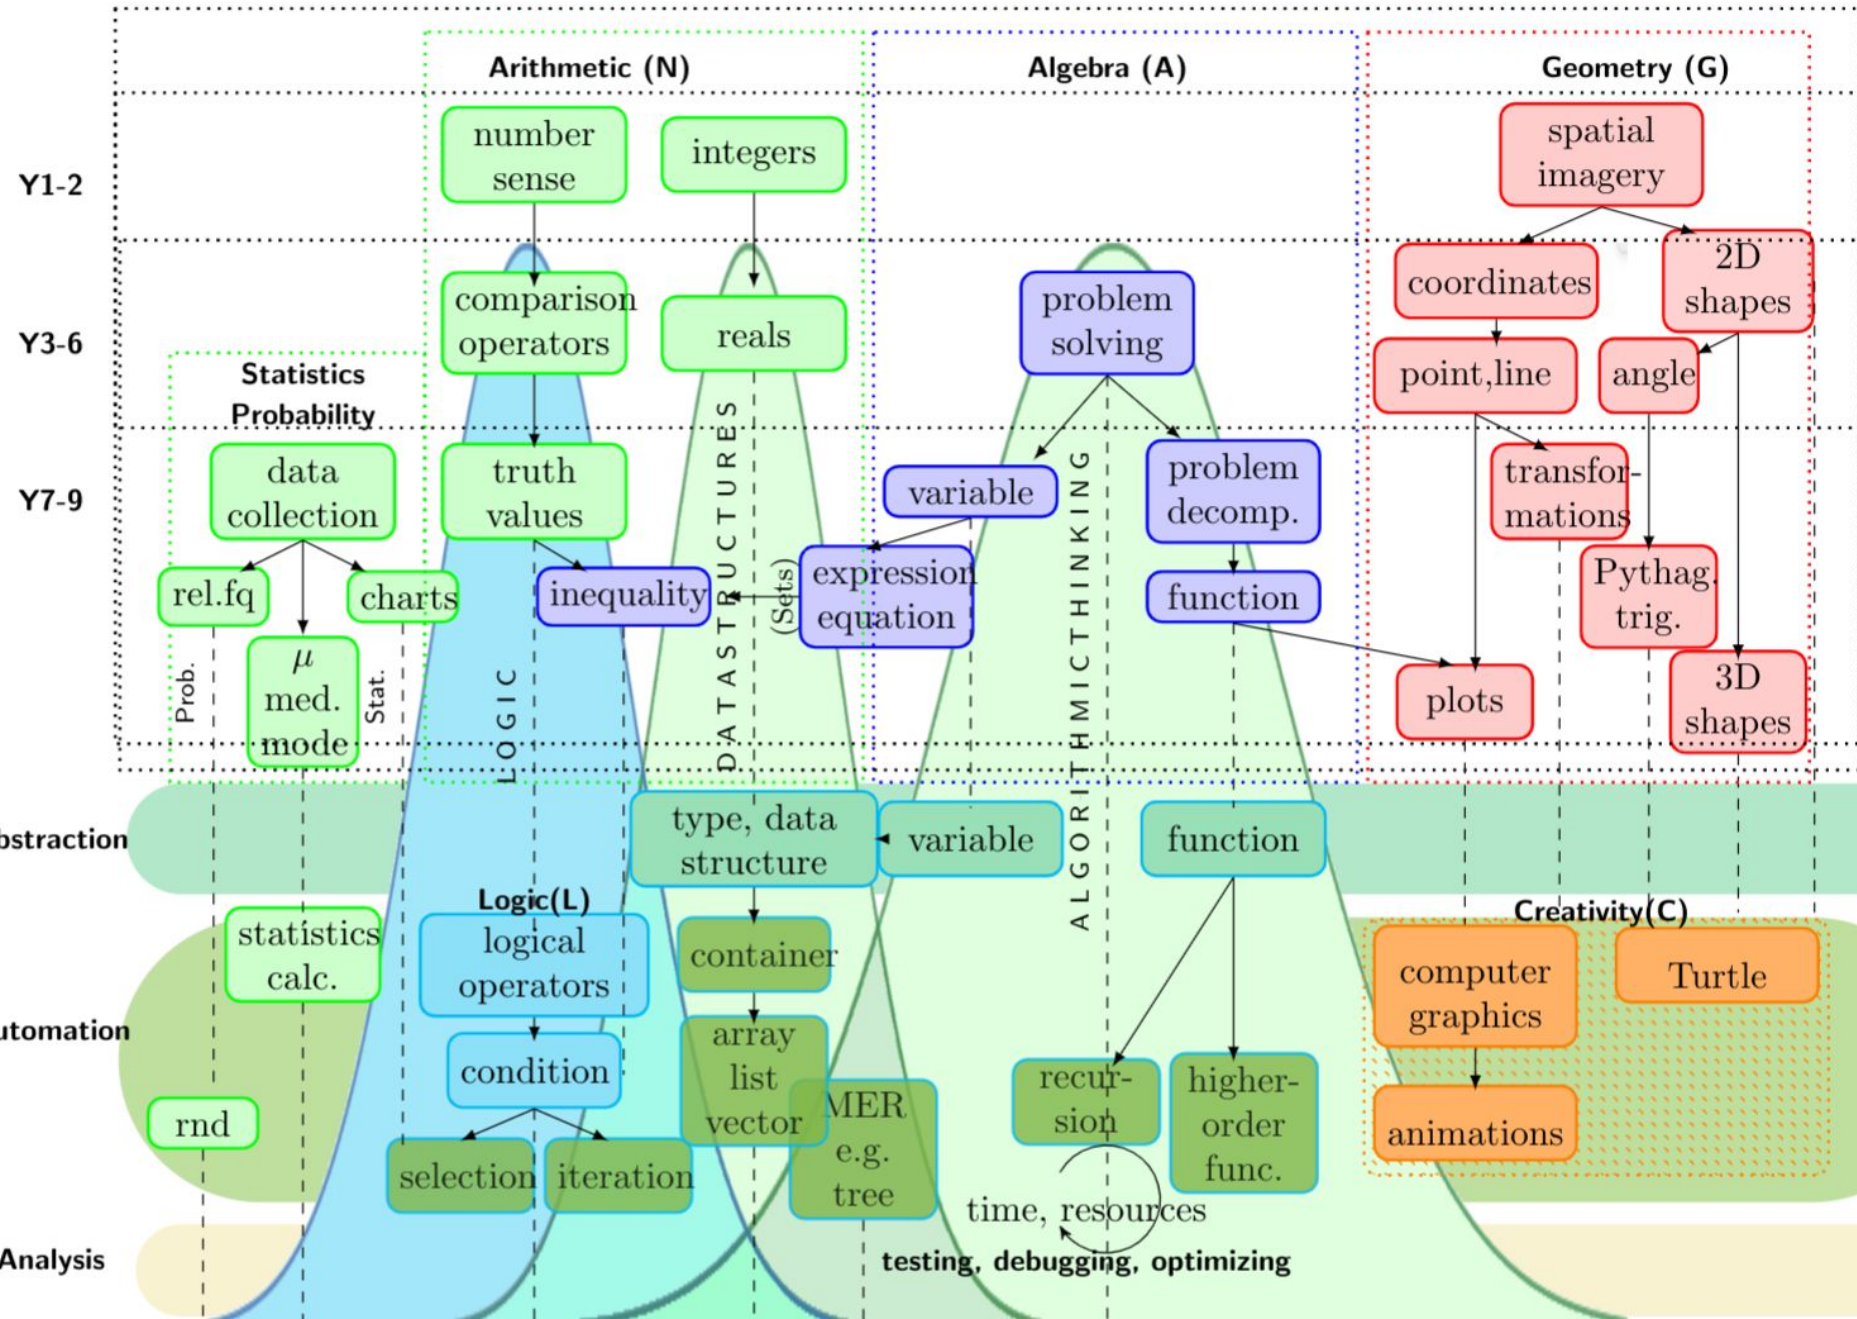 Arithmetic (N)
Algebra (A)
Geometry (G)
Y1-2
number
sense
integers
spatial
imagery
Y3-6
comparison
operators
reals
problem
solving
coordinates
2D
shapes
point,line
angle
Statistics
Probability
Y7-9
data
collection
truth
values
variable
problem
decomp.
transfor-
mations
rel.fq
charts
inequality
(Sets)
expression
equation
function
Pythag.
trig.
μ
med.
mode
Prob.
Stat.
plots
3D
shapes
LOGIC
DATASTRUCTURES
ALGORITHMICTHINKING
bstraction
type, data
structure
variable
function
Logic(L)
Creativity(C)
utomation
statistics
calc.
logical
operators
container
computer
graphics
Turtle
condition
array
list
vector
recur-
sion
higher-
order
func.
animations
rnd
selection
iteration
MER
e.g.
tree
time, resources
Analysis
testing, debugging, optimizing